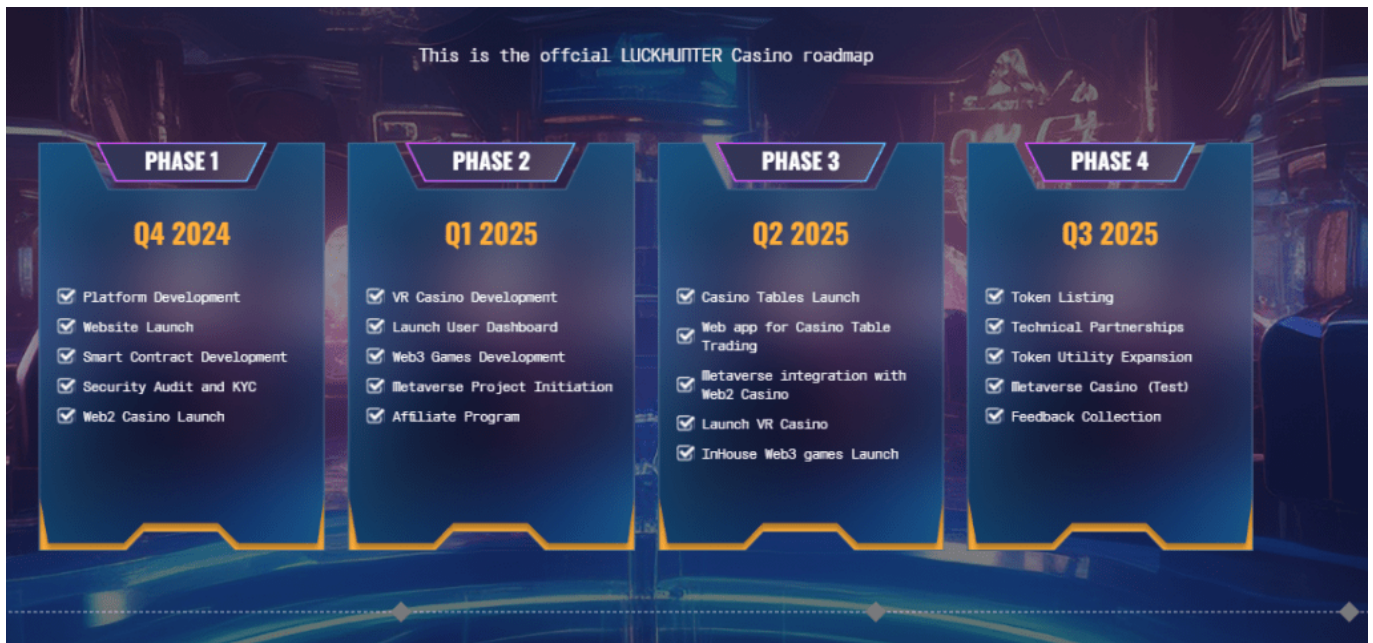 This is the offcial LUCKHUNTER Casino roadmap
PHASE 1
Q4 2024
Platform Development
Website Launch
Smart Contract Development
Security Audit and KYC
Web2 Casino Launch
PHASE 2
Q1 2025
VR Casino Development
Launch User Dashboard
Web3 Games Development
Metaverse Project Initiation
Affiliate Program
PHASE 3
Q2 2025
Casino Tables Launch
Web app for Casino Table
Trading
Metaverse integration with
Web2 Casino
Launch VR Casino
InHouse Web3 games Launch
PHASE 4
Q3 2025
Token Listing
Technical Partnerships
Token Utility Expansion
Metaverse Casino (Test)
Feedback Collection